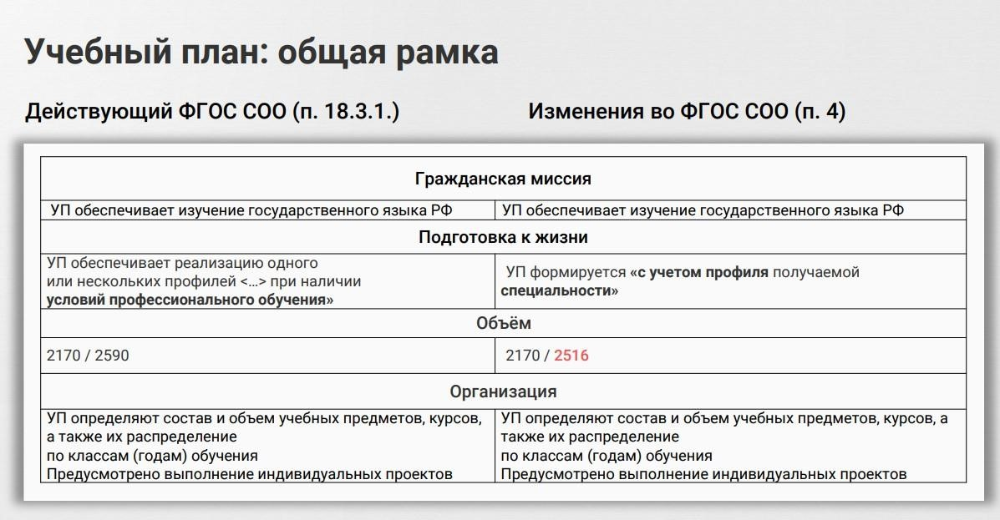 Учебный план: общая рамка
Действующий ФГОС СОО (п. 18.3.1.)
Изменения во ФГОС СОО (п. 4)
Гражданская миссия
УП обеспечивает изучение государственного языка РФ
УП обеспечивает изучение государственного языка РФ
Подготовка к жизни
УП обеспечивает реализацию одного
или нескольких профилей <…> при наличии
условий профессионального обучения»
УП формируется «с учетом профиля получаемой
специальности»
Объём
2170 / 2590
2170 / 2516
Организация
УП определяют состав и объем учебных предметов, курсов,
а также их распределение
по классам (годам) обучения
Предусмотрено выполнение индивидуальных проектов
УП определяют состав и объем учебных предметов, курсов, а
также их распределение
по классам (годам) обучения
Предусмотрено выполнение индивидуальных проектов